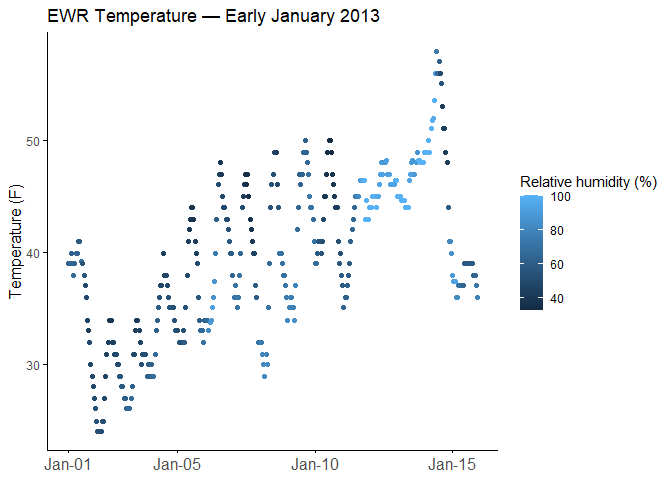 EWR Temperature — Early January 2013
Temperature (F)
50
40
30
Jan-01
Jan-05
Jan-10
Jan-15
Relative humidity (%)
100
80
60
40